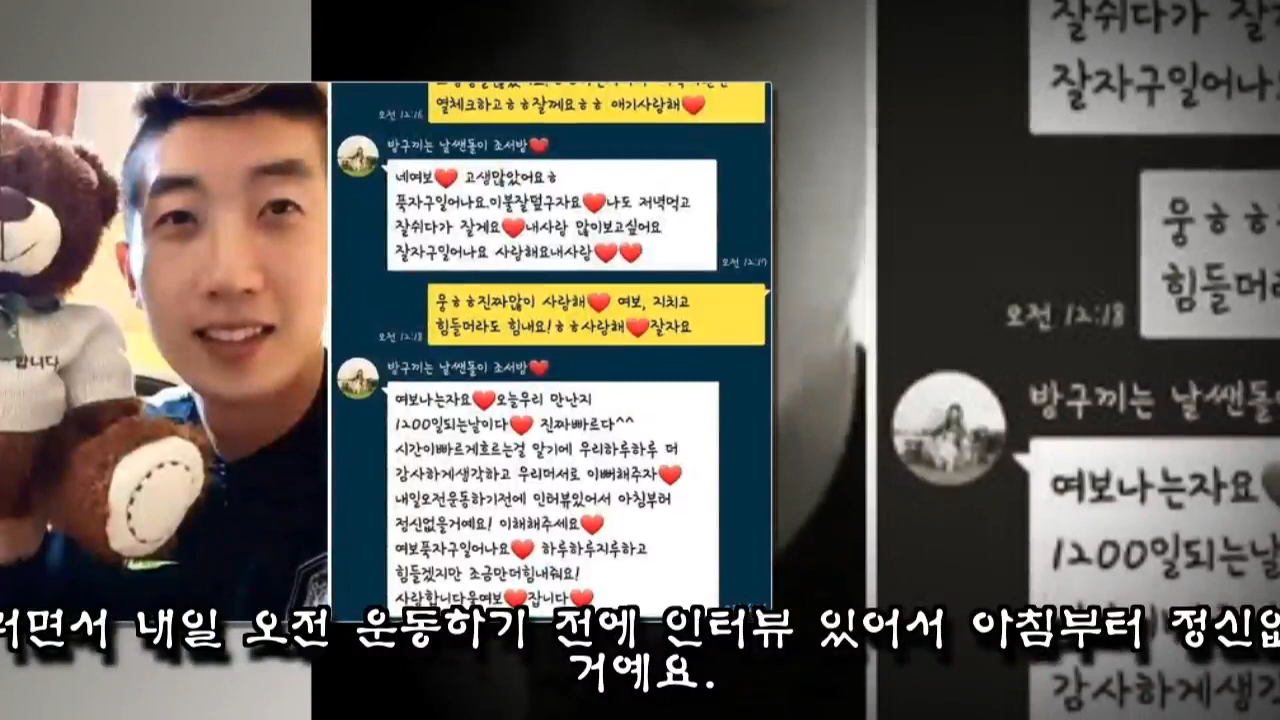 열체크하고ㅎㅎ잘께요ㅎㅎ 애기사랑해❤
오전 12:16
방구끼는 날쌘돌이 조서방❤
네여보❤ 고생많았어요ㅎ
푹자구일어나요.이불잘덮구자요❤나도 저녁먹고
잘쉬다가 잘게요❤내사랑 많이보고싶어요
잘자구일어나요 사랑해요내사랑❤❤
오전 12:17
웅ㅎㅎ진짜많이 사랑해❤ 여보, 지치고
힘들더라도 힘내요!ㅎㅎ사랑해❤잘자요
오전 12:18
방구끼는 날쌘돌이 조서방❤
여보나는자요❤오늘우리 만난지
1200일되는날이다❤ 진짜빠르다^^
시간이빠르게흐르는걸 알기에 우리하루하루 더
감사하게생각하고 우리더서로 이뻐해주자❤
내일오전운동하기전에 인터뷰있어서 아침부터
정신없을거예요! 이해해주세요❤
여보푹자구일어나요❤ 하루하루지루하고
힘들겠지만 조금만더힘내줘요!
사랑합니다웅여보❤잡니다❤
합니다
잘쉬다가 잘
잘자구일어나
웅ㅎㅎ
힘들더라
오전 12:18
방구끼는 날쌘돌
여보나는자요
1200일되는날
감사하게생각
러면서 내일 오전 운동하기 전에 인터뷰 있어서 아침부터 정신없
거예요.